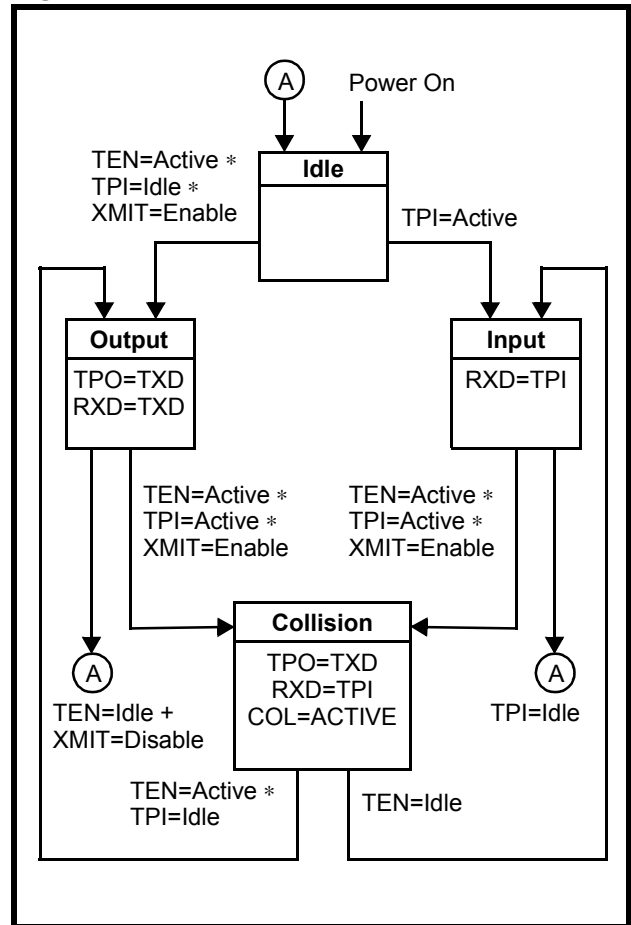 A
Power On
TEN=Active *
TPI=Idle *
XMIT=Enable
Idle
TPI=Active
Output
TPO=TXD
RXD=TXD
Input
RXD=TPI
TEN=Active *
TPI=Active *
XMIT=Enable
TEN=Active *
TPI=Active *
XMIT=Enable
Collision
TPO=TXD
RXD=TPI
COL=ACTIVE
A
TEN=Idle +
XMIT=Disable
A
TPI=Idle
TEN=Active *
TPI=Idle
TEN=Idle